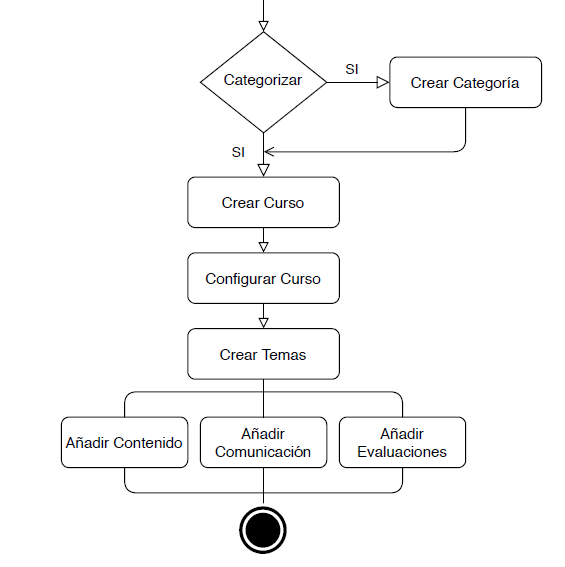 Categorizar
SI
Crear Categoría
SI
Crear Curso
Configurar Curso
Crear Temas
Añadir Contenido
Añadir
Comunicación
Añadir
Evaluaciones